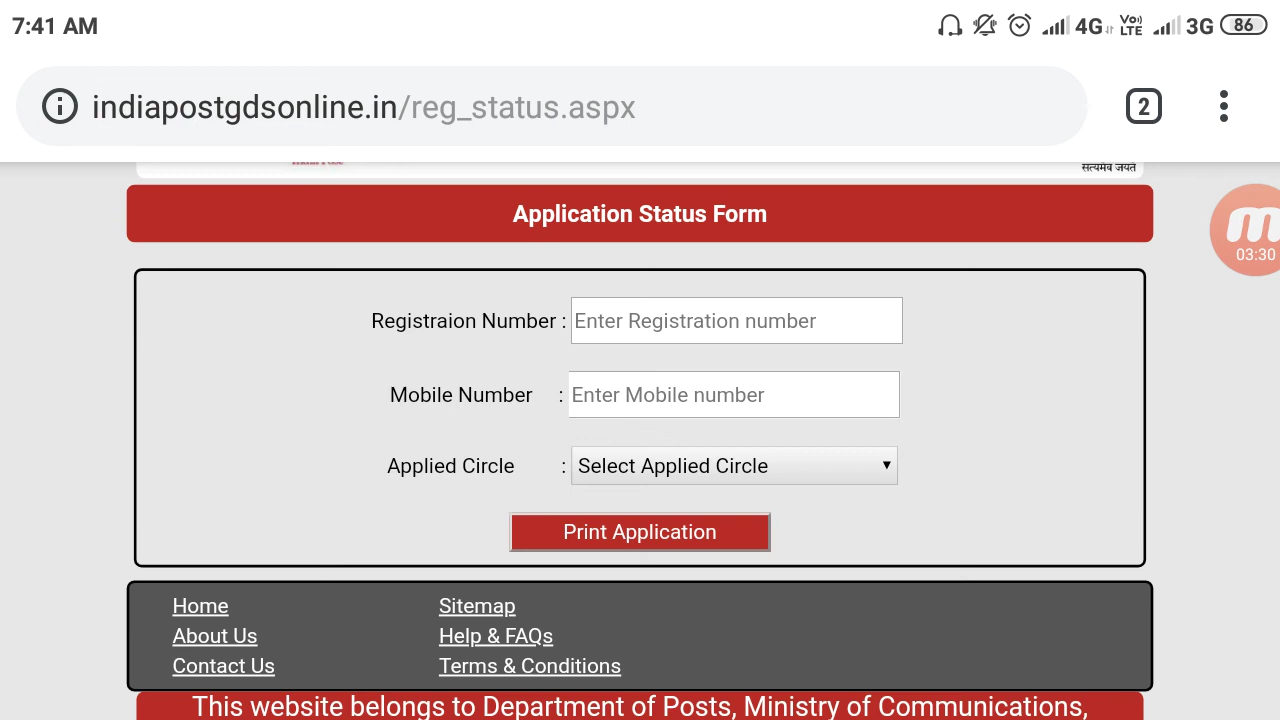 7:41 AM 4G Vo) LTE 3G 86
indiapostgdsonline.in/reg_status.aspx 2
सत्यमेव जयते
Application Status Form
03:30
Registraion Number : Enter Registration number
Mobile Number : Enter Mobile number
Applied Circle : Select Applied Circle
Print Application
Home Sitemap
About Us Help & FAQs
Contact Us Terms & Conditions
This website belongs to Department of Posts, Ministry of Communications,